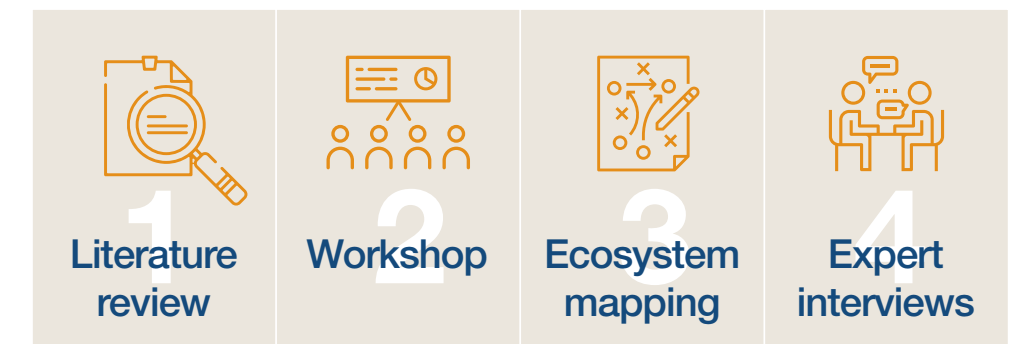 1
Literature
review
2
Workshop
3
Ecosystem
mapping
4
Expert
interviews